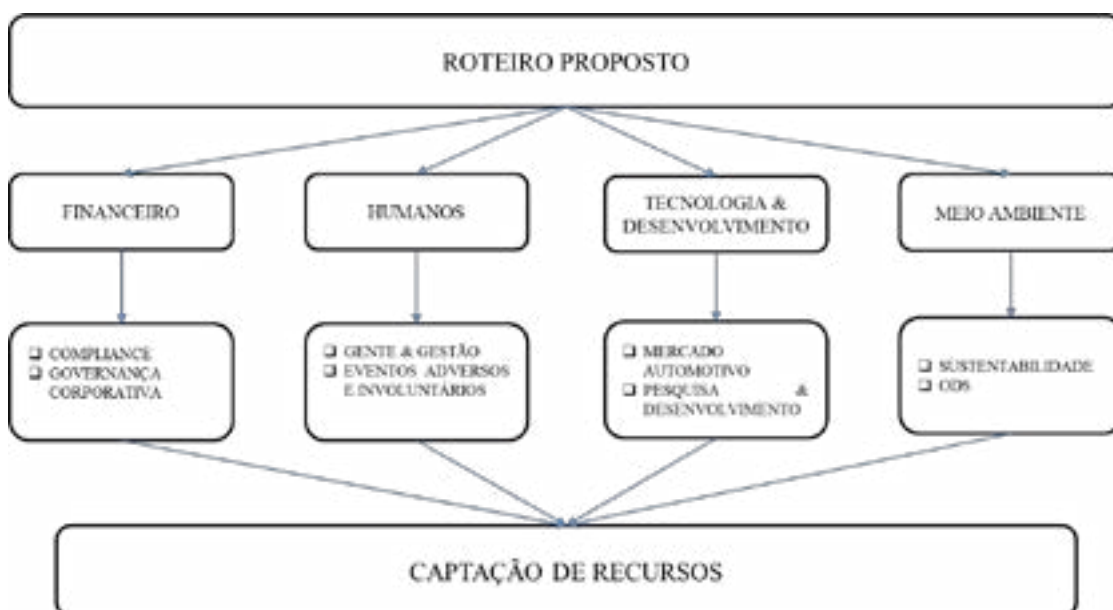 ROTEIRO PROPOSTO
FINANCEIRO
HUMANOS
TECNOLOGIA &
DESENVOLVIMENTO
MEIO AMBIENTE
COMPLIANCE
GOVERNANÇA
CORPORATIVA
GENTE & GESTÃO
EVENTOS ADVERSOS
E INVOLUNTÁRIOS
MERCADO
AUTOMOTIVO
PESQUISA &
DESENVOLVIMENTO
SUSTENTABILIDADE
ODS
CAPTAÇÃO DE RECURSOS